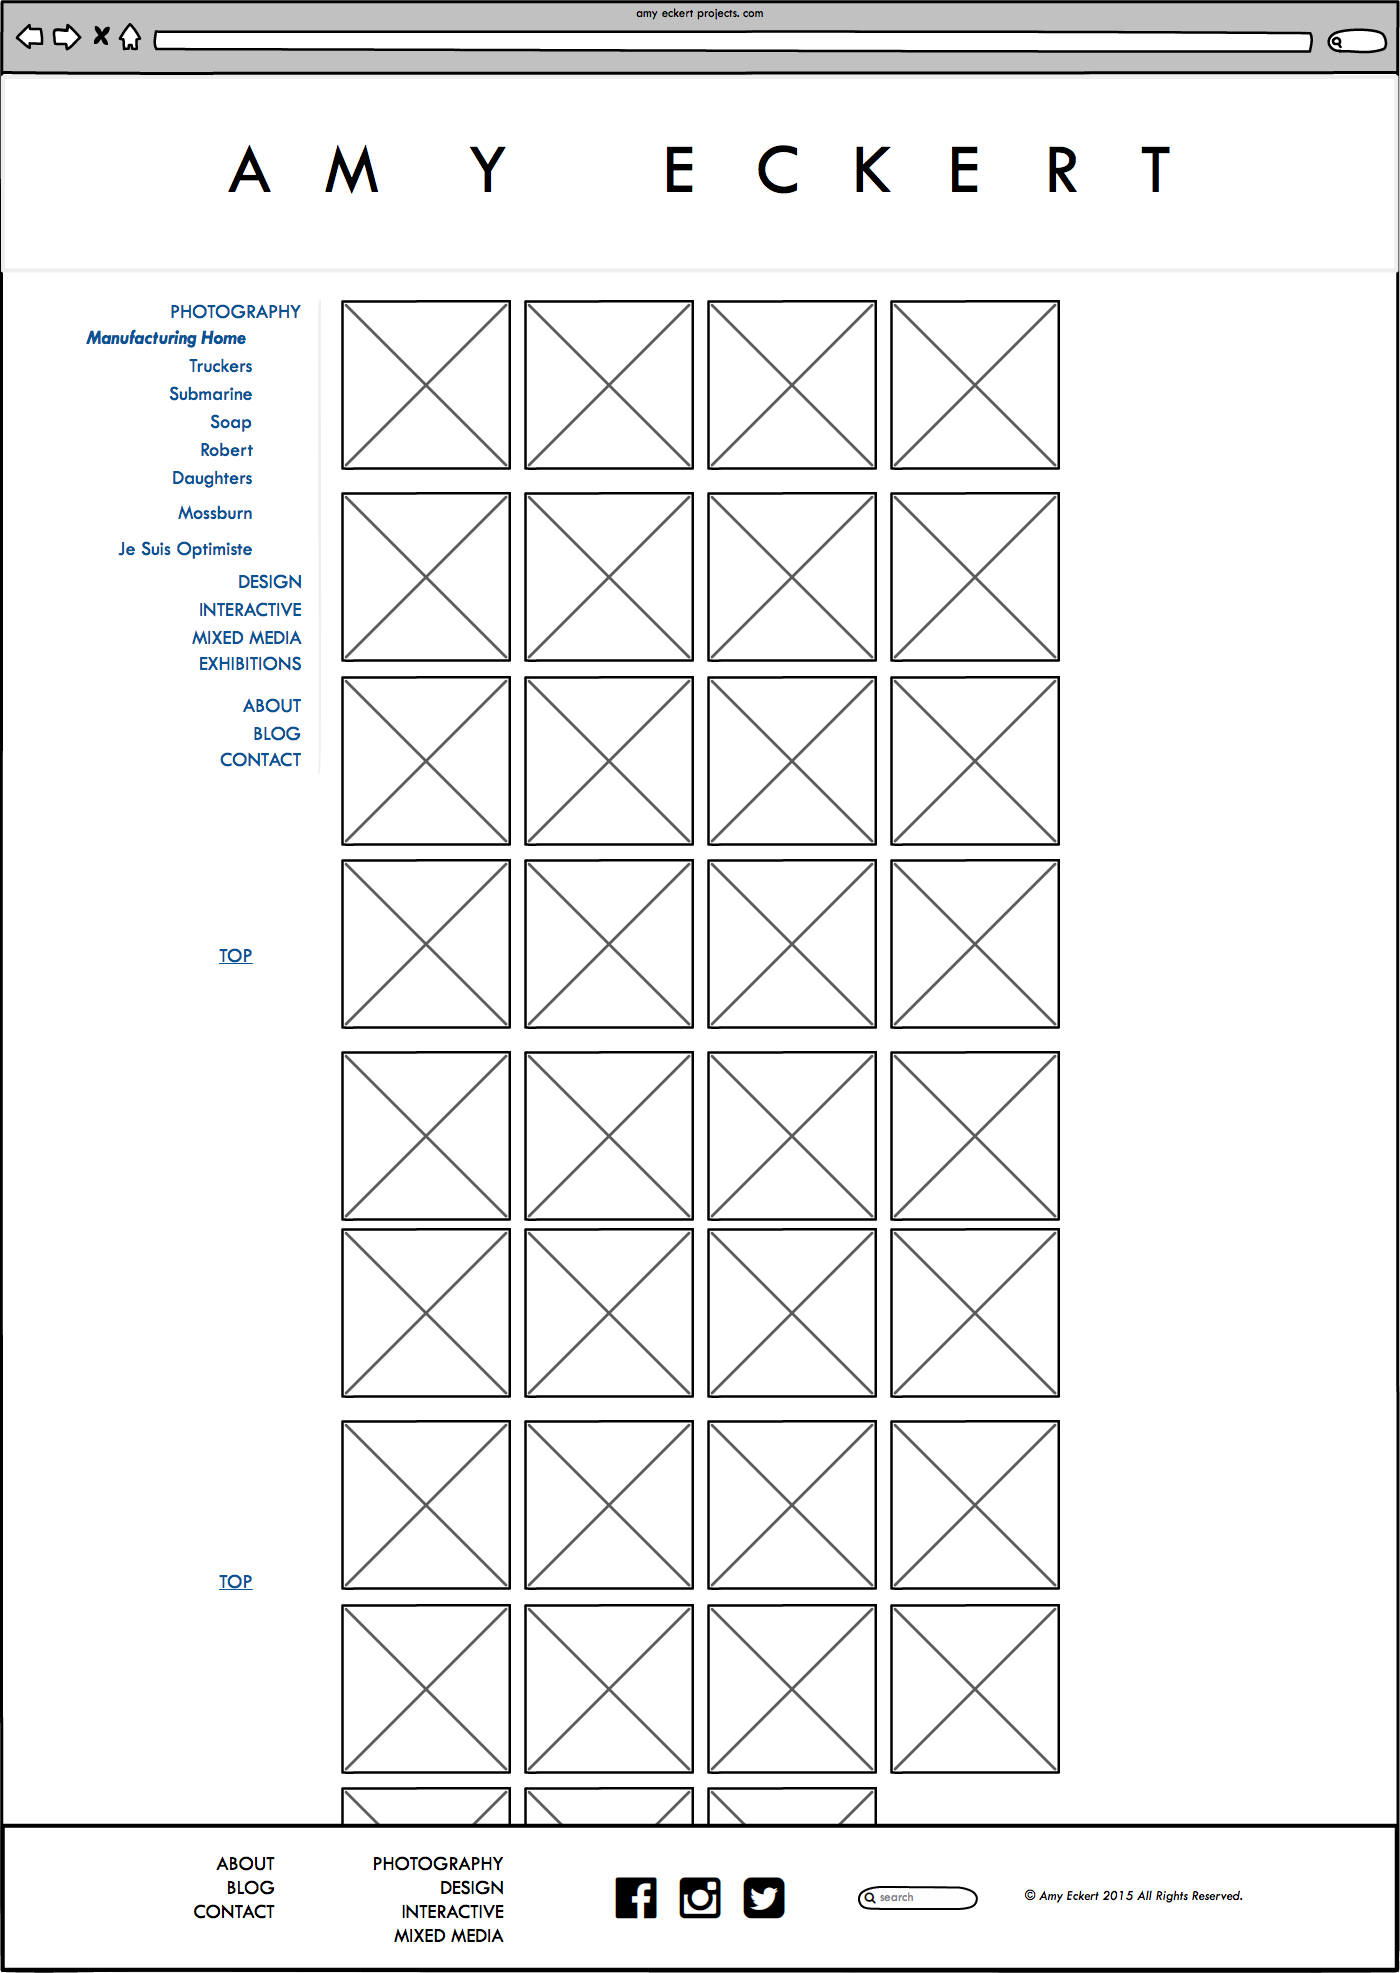 amy eckert projects. com
AMY ECKERT
PHOTOGRAPHY
Manufacturing Home
Truckers
Submarine
Soap
Robert
Daughters
Mossburn
Je Suis Optimiste
DESIGN
INTERACTIVE
MIXED MEDIA
EXHIBITIONS
ABOUT
BLOG
CONTACT
TOP
TOP
ABOUT
BLOG
CONTACT
PHOTOGRAPHY
DESIGN
INTERACTIVE
MIXED MEDIA
search
© Amy Eckert 2015 All Rights Reserved.